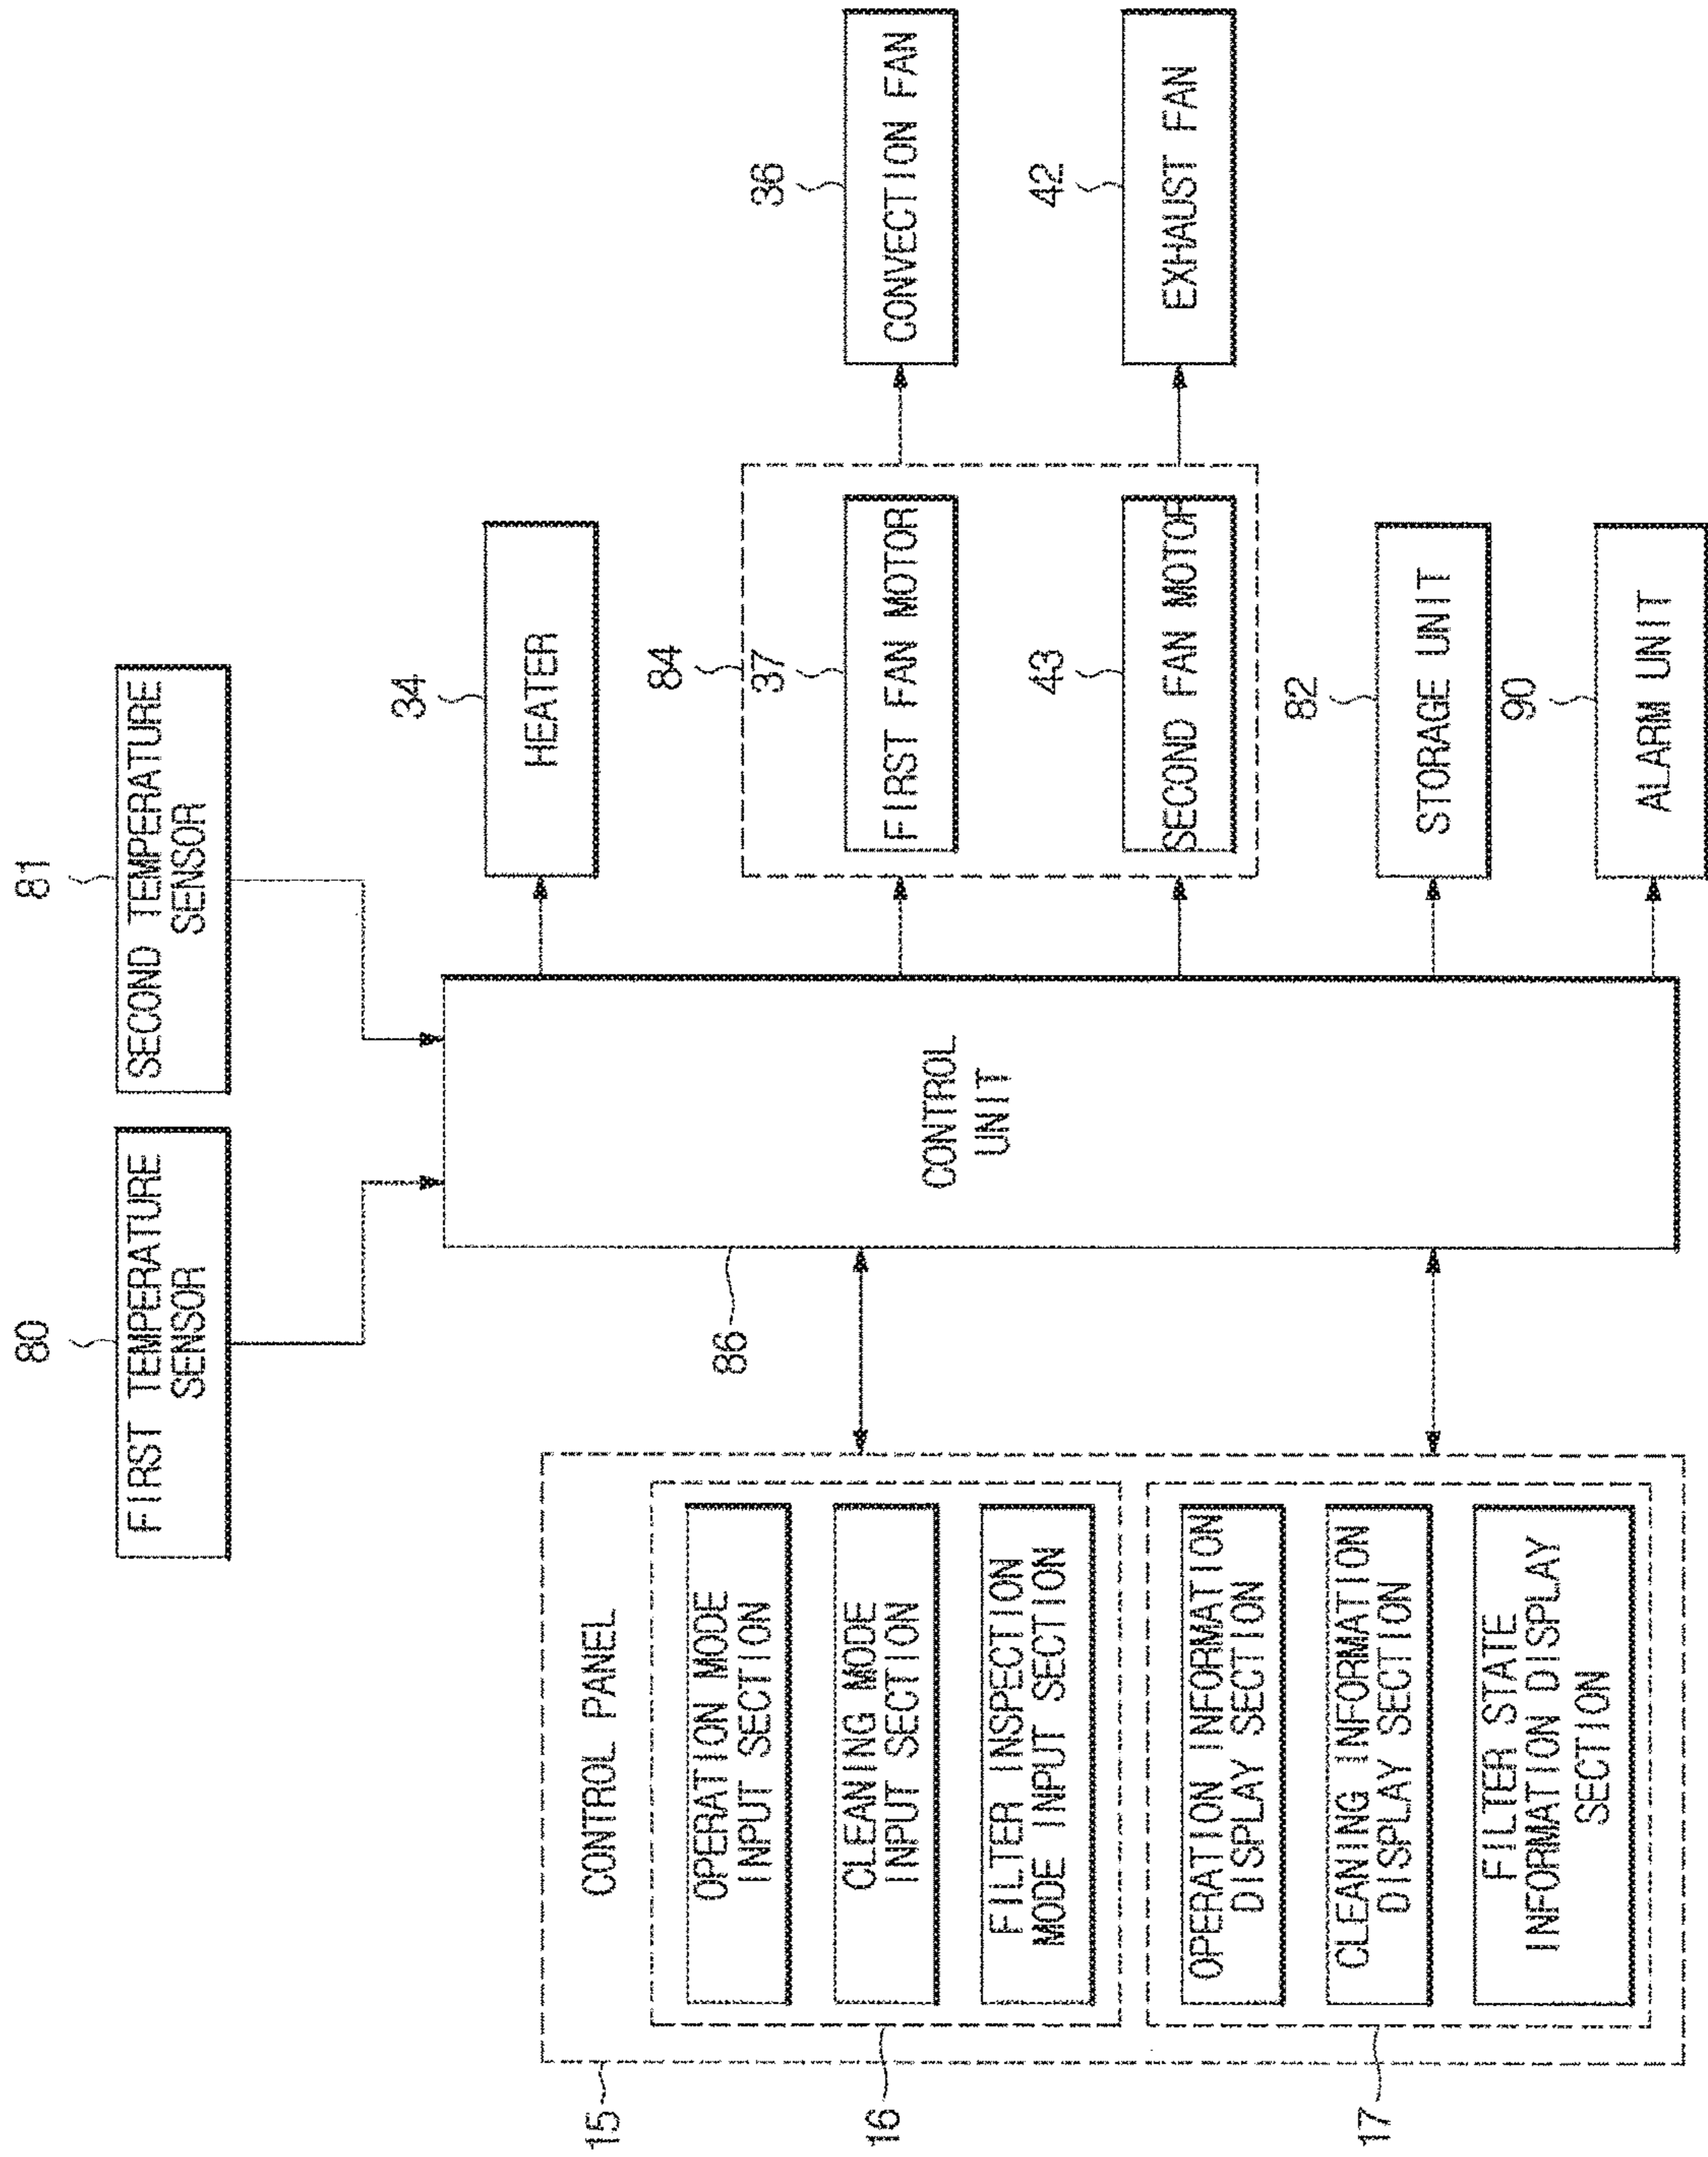 80
FIRST TEMPERATURE
SENSOR
81
SECOND TEMPERATURE
SENSOR
15
CONTROL PANEL
16
OPERATION MODE
INPUT SECTION
CLEANING MODE
INPUT SECTION
FILTER INSPECTION
MODE INPUT SECTION
17
OPERATION INFORMATION
DISPLAY SECTION
CLEANING INFORMATION
DISPLAY SECTION
FILTER STATE
INFORMATION DISPLAY
SECTION
86
CONTROL
UNIT
34
HEATER
84
37
FIRST FAN MOTOR
43
SECOND FAN MOTOR
36
CONVECTION FAN
42
EXHAUST FAN
82
STORAGE UNIT
90
ALARM UNIT